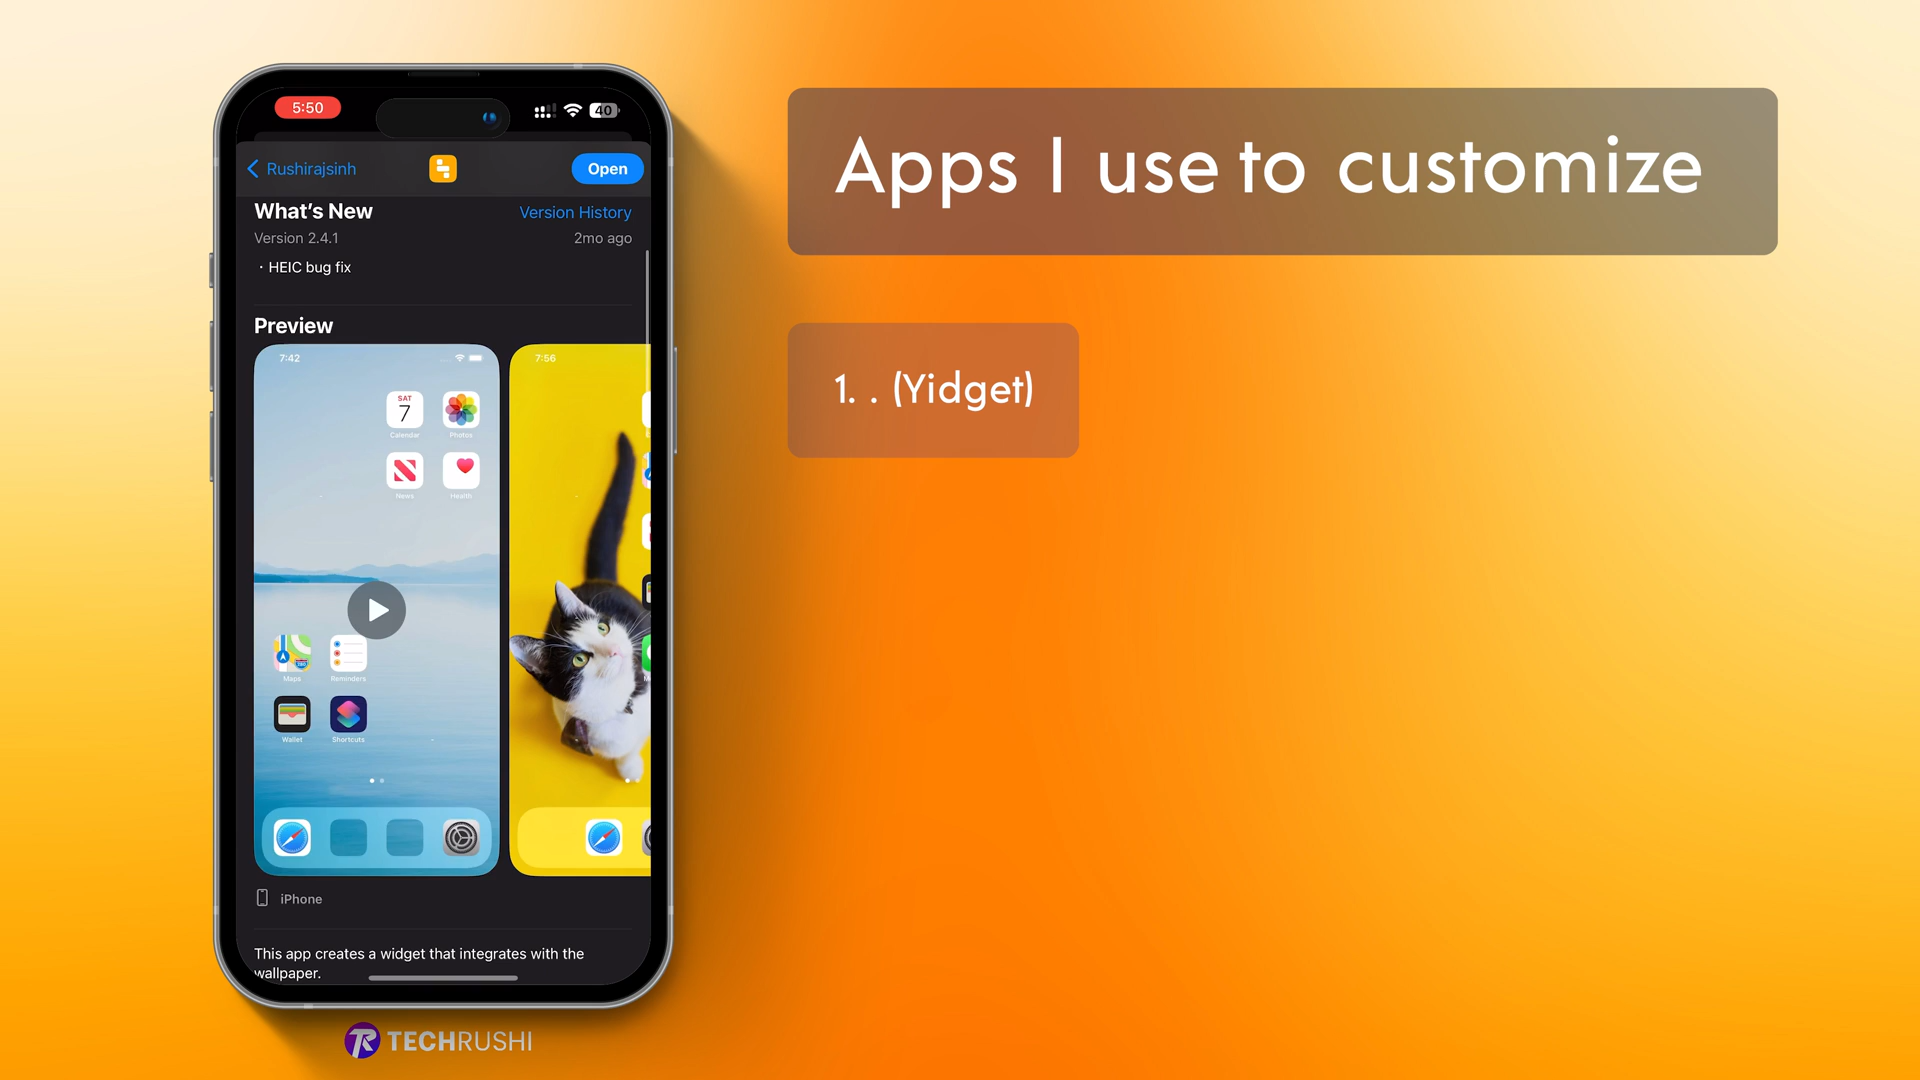 5:50
40
Rushirajsinh
Open
What's New
Version History
Version 2.4.1
2mo ago
· HEIC bug fix
Preview
7:42
SAT
7
Calendar
Photos
News
Health
Maps
Reminders
Wallet
Shortcuts
7:56
iPhone
This app creates a widget that integrates with the
wallpaper.
Apps I use to customize
1. . (Yidget)
TECHRUSHI